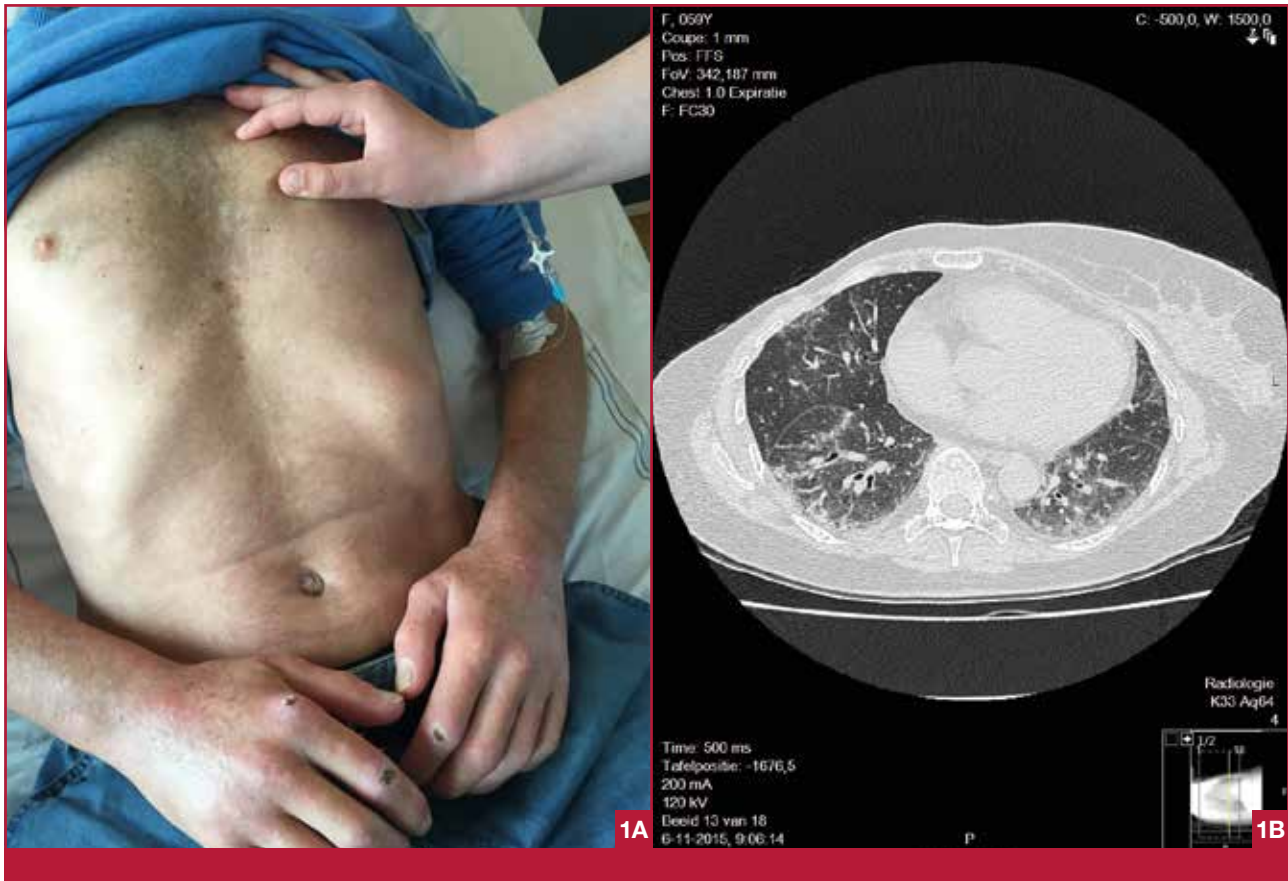 1A
F, 059Y
Coupe: 1 mm
Pos: FFS
FoV: 342,187 mm
Chest 1.0 Expiratie
F: FC30
C: -500,0, W: 1500,0
Radiologie
K33 Aq64
4
1/2
Time: 500 ms
Tafelpositie: -1676,5
200 mA
120 kV
Beeld 13 van 18
6-11-2015, 9:06:14
P
1B